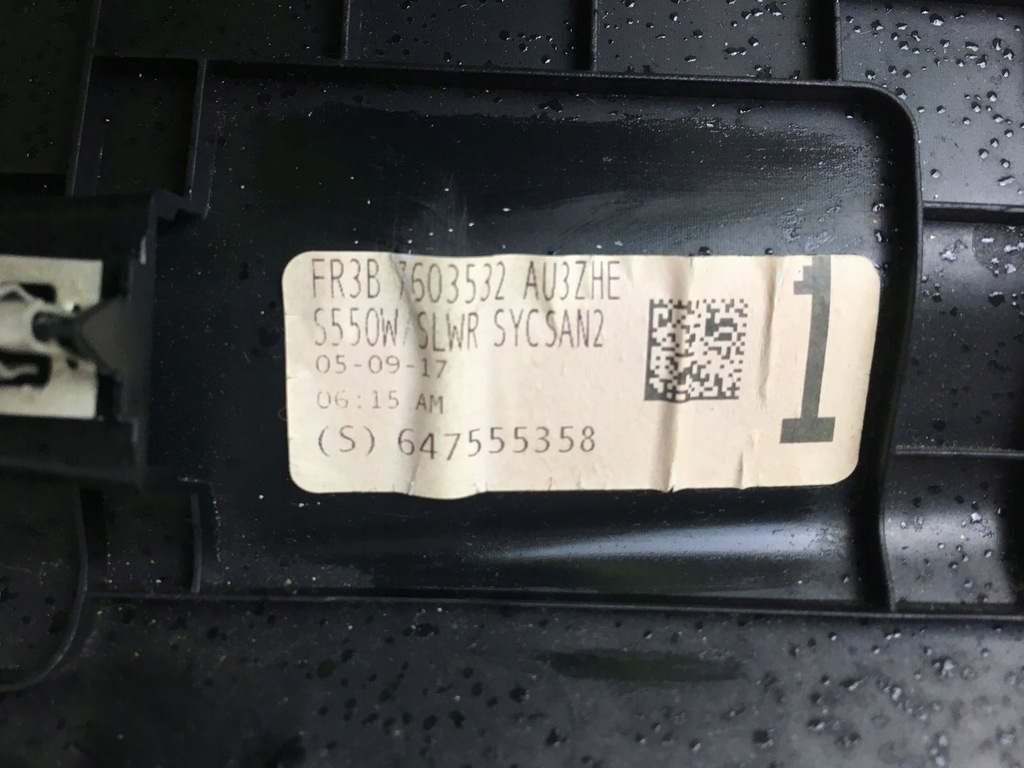 FR3B 7603532 AU3ZHE
S550W/SLWR SYCSAN2
05-09-17
06:15 AM
(S) 647555358
1